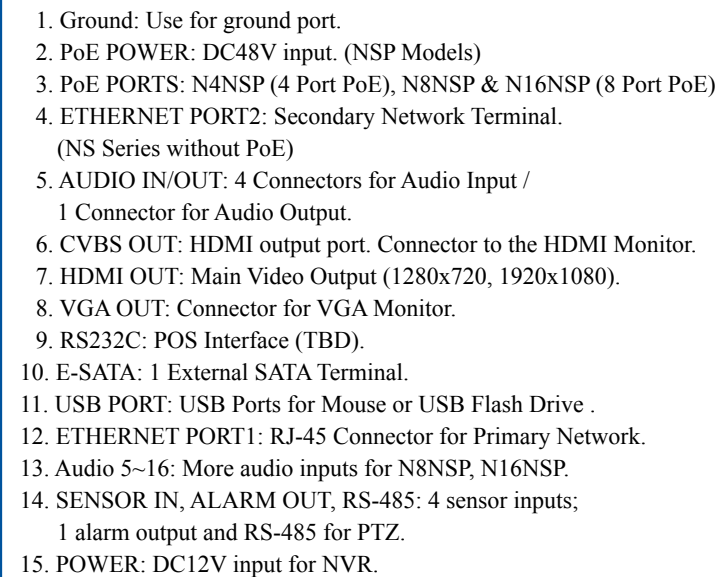 1. Ground: Use for ground port.
2. PoE POWER: DC48V input. (NSP Models)
3. PoE PORTS: N4NSP (4 Port PoE), N8NSP & N16NSP (8 Port PoE)
4. ETHERNET PORT2: Secondary Network Terminal.
(NS Series without PoE)
5. AUDIO IN/OUT: 4 Connectors for Audio Input /
1 Connector for Audio Output.
6. CVBS OUT: HDMI output port. Connector to the HDMI Monitor.
7. HDMI OUT: Main Video Output (1280x720, 1920x1080).
8. VGA OUT: Connector for VGA Monitor.
9. RS232C: POS Interface (TBD).
10. E-SATA: 1 External SATA Terminal.
11. USB PORT: USB Ports for Mouse or USB Flash Drive .
12. ETHERNET PORT1: RJ-45 Connector for Primary Network.
13. Audio 5~16: More audio inputs for N8NSP, N16NSP.
14. SENSOR IN, ALARM OUT, RS-485: 4 sensor inputs;
1 alarm output and RS-485 for PTZ.
15. POWER: DC12V input for NVR.